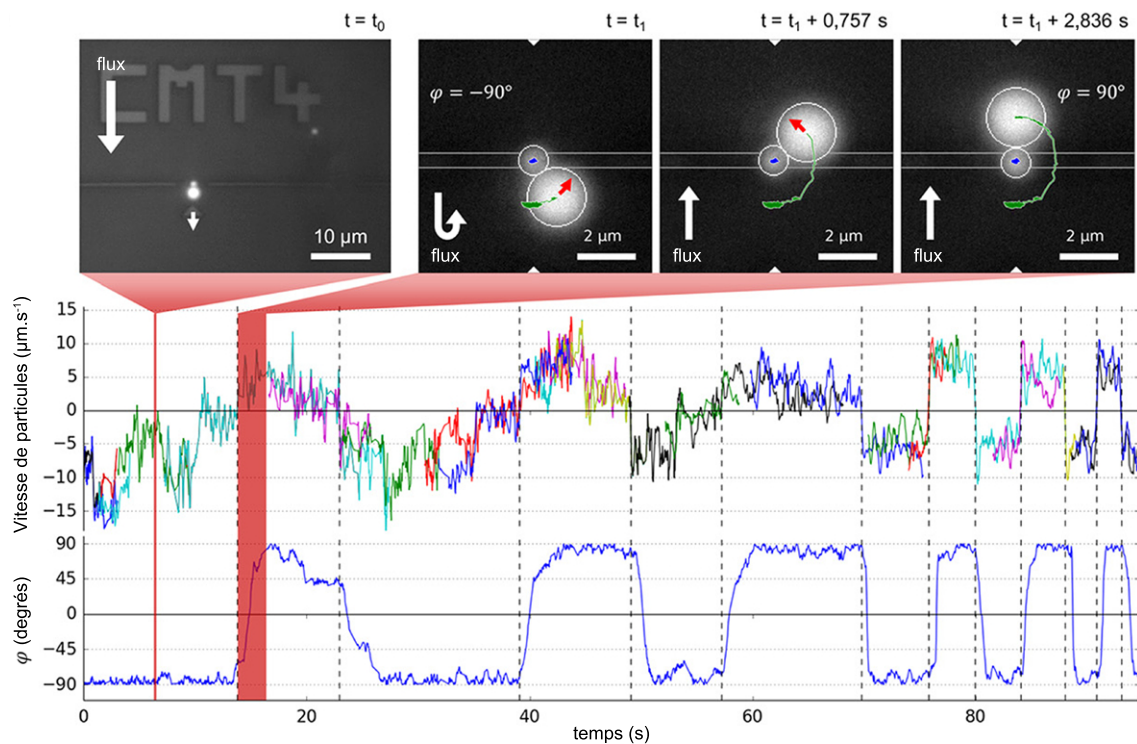 t = t0
t = t1
t = t1 + 0,757 s
t = t1 + 2,836 s
flux
CMT4
10 µm
φ = −90°
flux
2 µm
flux
2 µm
φ = 90°
flux
2 µm
Vitesse de particules (µm.s⁻¹)
15
10
5
0
−5
−10
−15
φ (degrés)
90
45
0
−45
−90
0
20
40
60
80
temps (s)